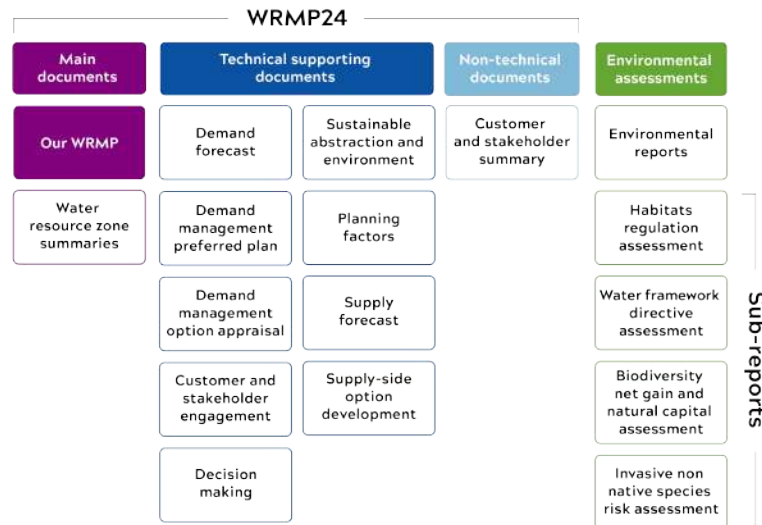 WRMP24
Main
documents
Technical supporting
documents
Non-technical
documents
Environmental
assessments
Our WRMP
Demand
forecast
Sustainable
abstraction and
environment
Customer
and stakeholder
summary
Environmental
reports
Water
resource zone
summaries
Demand
management
preferred plan
Planning
factors
Habitats
regulation
assessment
Demand
management
option appraisal
Supply
forecast
Water framework
directive
assessment
Customer and
stakeholder
engagement
Supply-side
option
development
Biodiversity
net gain and
natural capital
assessment
Decision
making
Invasive non
native species
risk assessment
Sub-reports